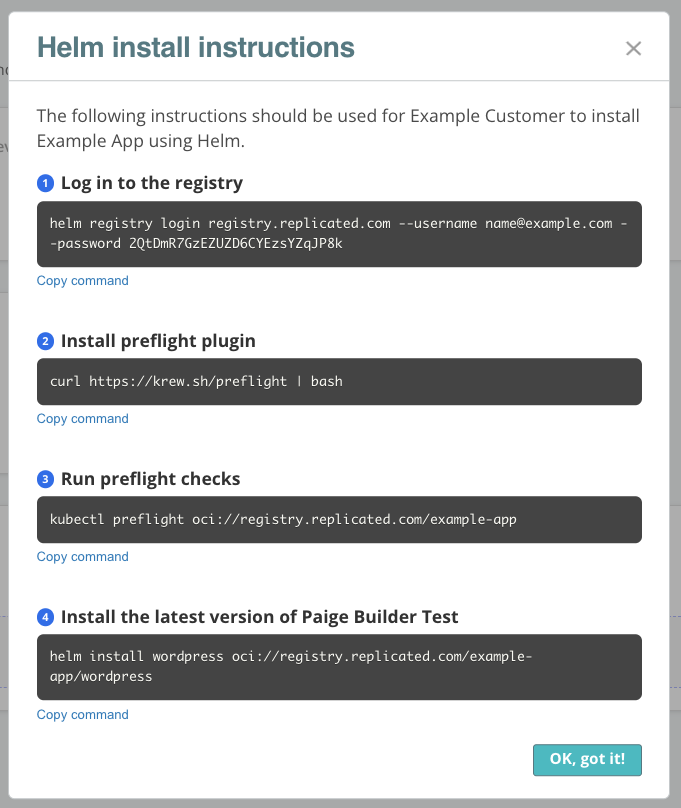 Helm install instructions
The following instructions should be used for Example Customer to install
Example App using Helm.
1 Log in to the registry
helm registry login registry.replicated.com --username name@example.com -
-password 2QtDmR7GzEZUZD6CYEzsYZqJP8k
Copy command
2 Install preflight plugin
curl https://krew.sh/preflight | bash
Copy command
3 Run preflight checks
kubectl preflight oci://registry.replicated.com/example-app
Copy command
4 Install the latest version of Paige Builder Test
helm install wordpress oci://registry.replicated.com/example-
app/wordpress
Copy command
OK, got it!